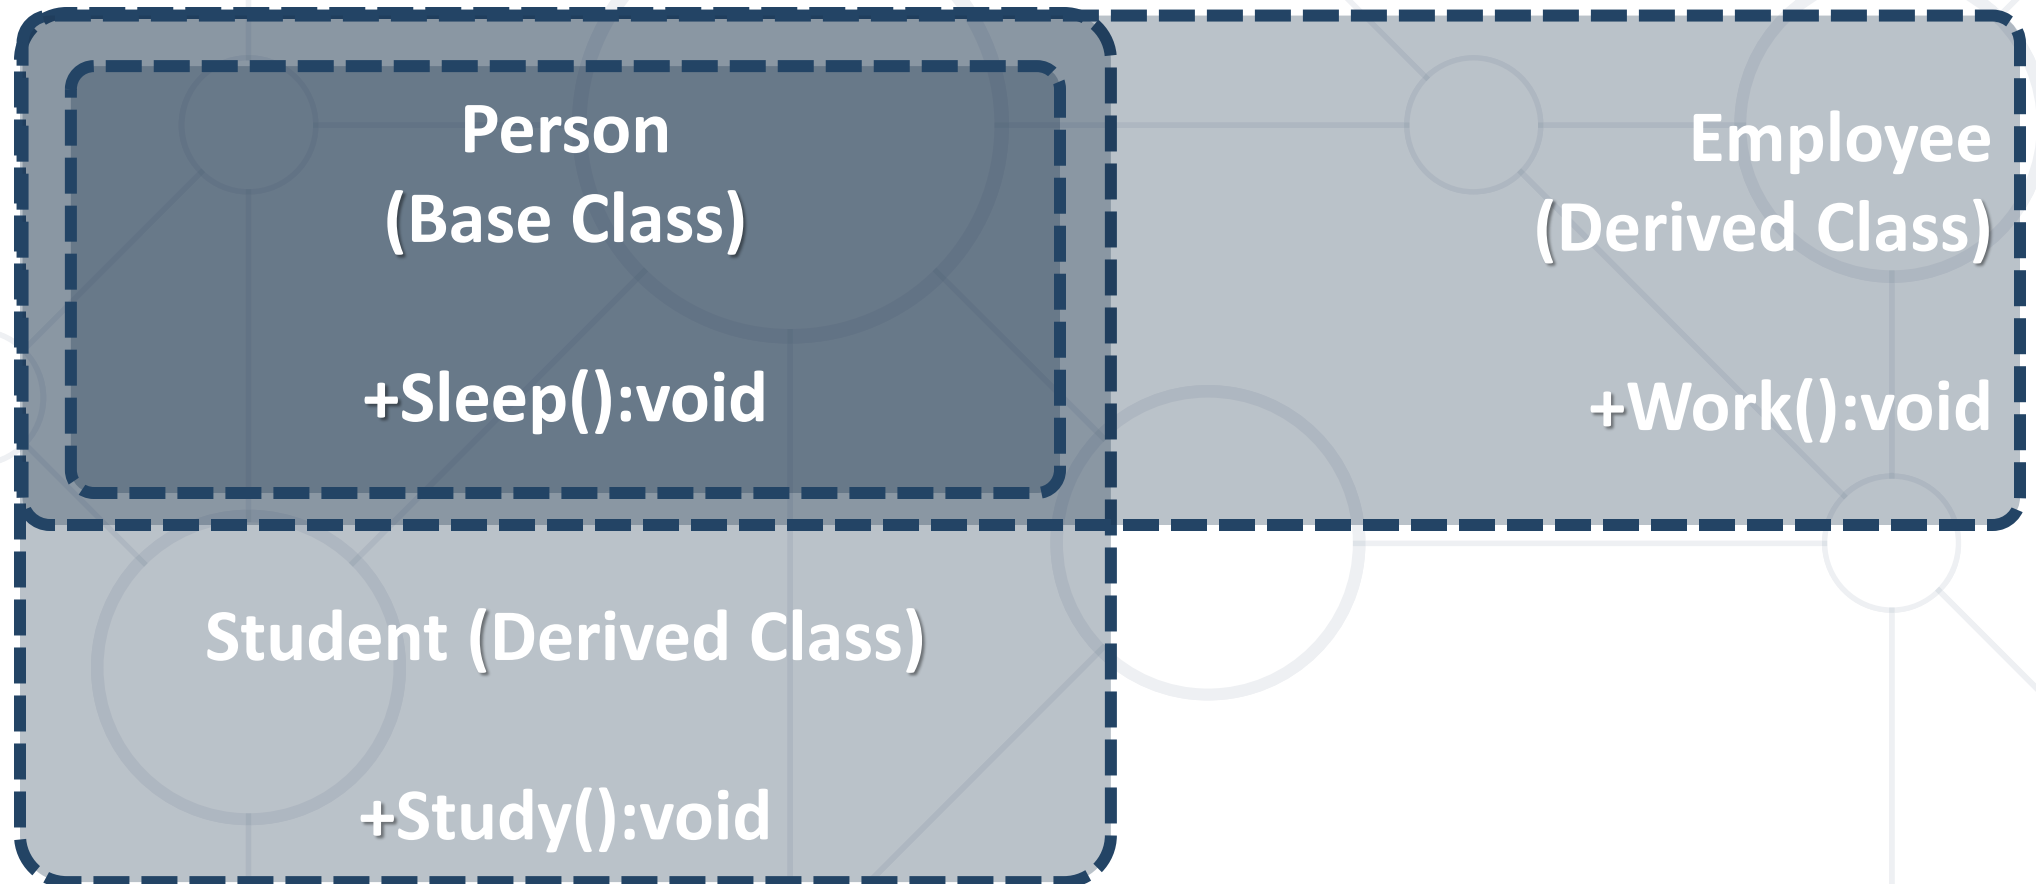 Person
(Base Class)
+Sleep():void
Employee
(Derived Class)
+Work():void
Student (Derived Class)
+Study():void